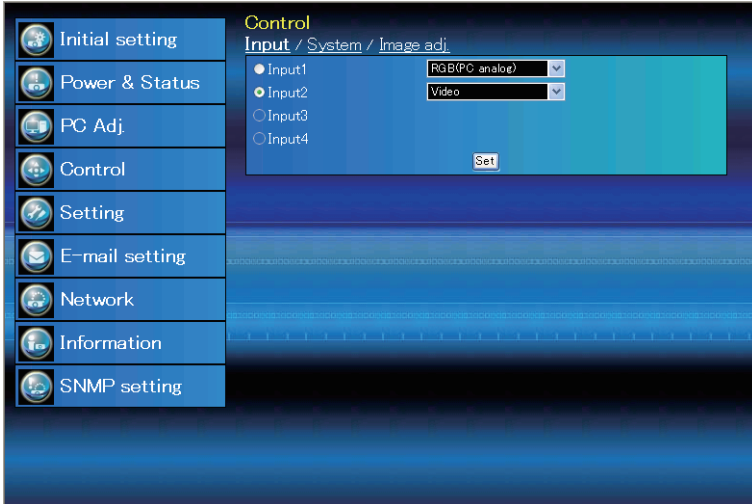 Initial setting
Power & Status
PC Adj.
Control
Setting
E-mail setting
Network
Information
SNMP setting
Control
Input / System / Image adj.
Input1 RGB(PC analog)
Input2 Video
Input3
Input4
Set